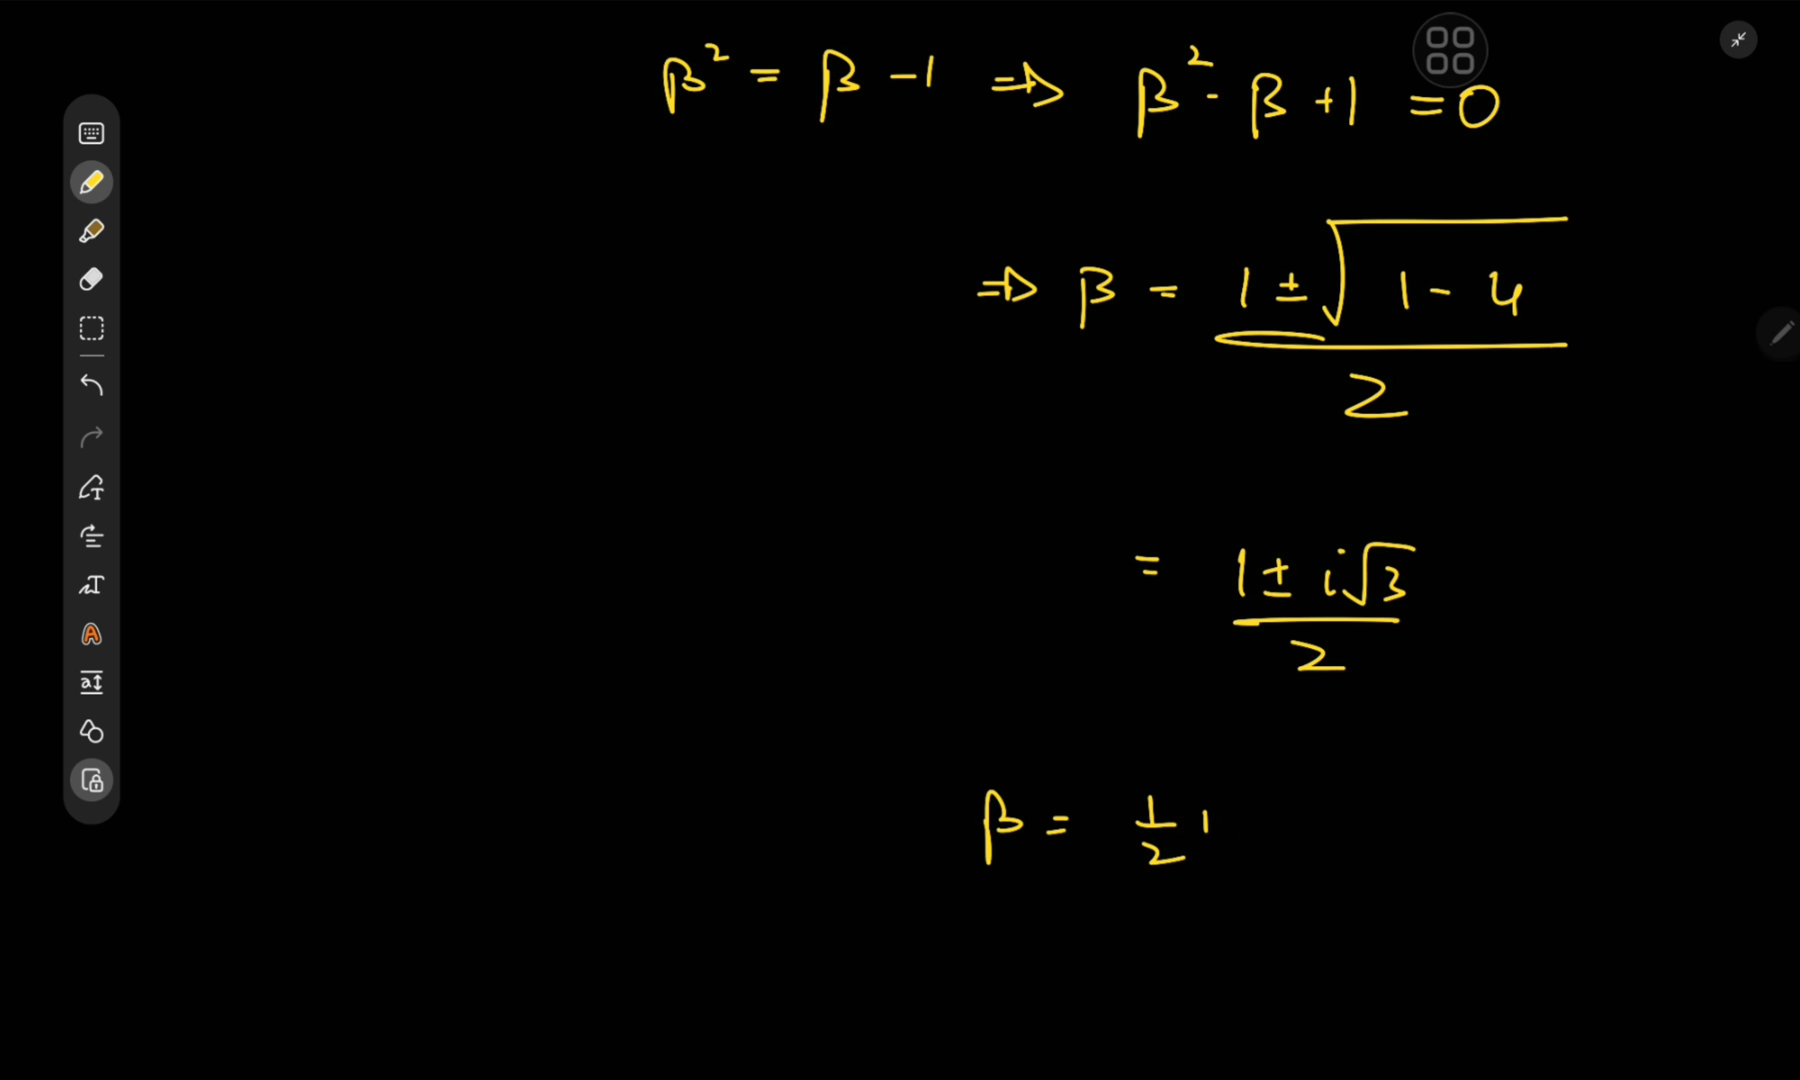 β² = β - 1 ⇒ β² - β + 1 = 0
⇒ β = (1 ± √(1 - 4)) / 2
= (1 ± i√3) / 2
β = 1/2